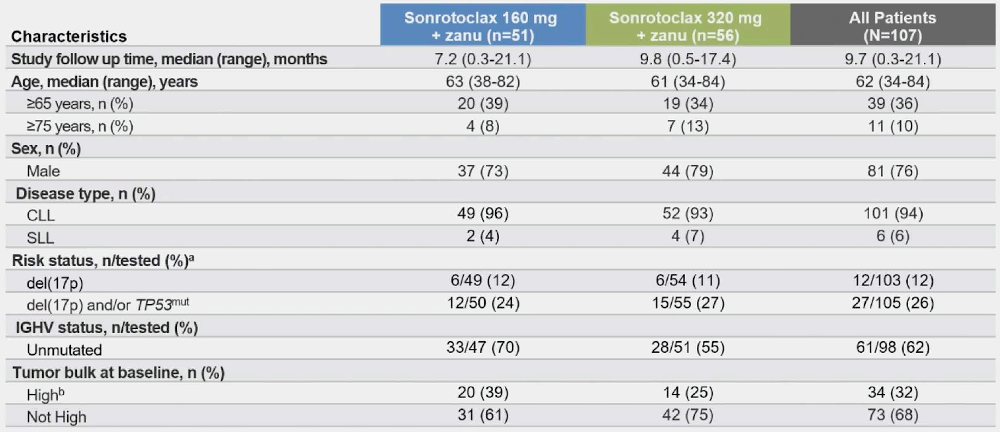 Characteristics Sonrotoclax 160 mg + zanu (n=51) Sonrotoclax 320 mg + zanu (n=56) All Patients (N=107)
Study follow up time, median (range), months 7.2 (0.3-21.1) 9.8 (0.5-17.4) 9.7 (0.3-21.1)
Age, median (range), years 63 (38-82) 61 (34-84) 62 (34-84)
≥65 years, n (%) 20 (39) 19 (34) 39 (36)
≥75 years, n (%) 4 (8) 7 (13) 11 (10)
Sex, n (%)
Male 37 (73) 44 (79) 81 (76)
Disease type, n (%)
CLL 49 (96) 52 (93) 101 (94)
SLL 2 (4) 4 (7) 6 (6)
Risk status, n/tested (%)ᵃ
del(17p) 6/49 (12) 6/54 (11) 12/103 (12)
del(17p) and/or TP53ᵐᵘᵗ 12/50 (24) 15/55 (27) 27/105 (26)
IGHV status, n/tested (%)
Unmutated 33/47 (70) 28/51 (55) 61/98 (62)
Tumor bulk at baseline, n (%)
Highᵇ 20 (39) 14 (25) 34 (32)
Not High 31 (61) 42 (75) 73 (68)